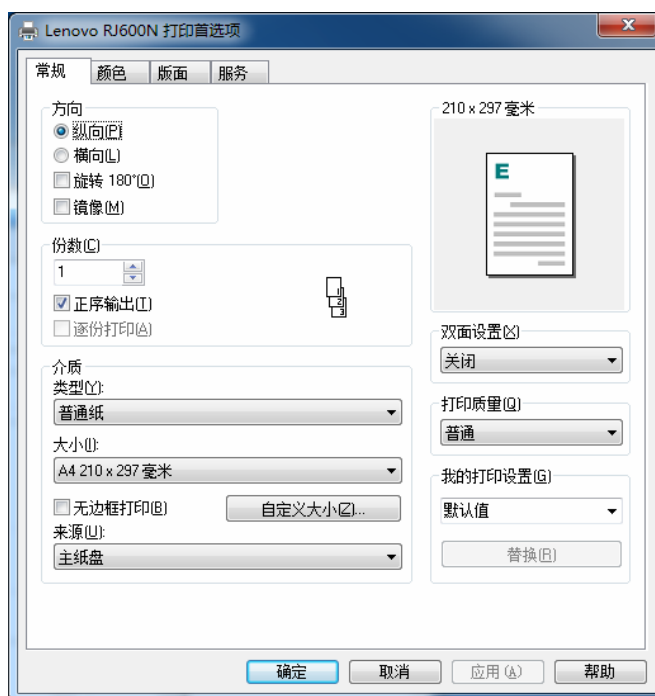 Lenovo RJ600N 打印首选项
常规 颜色 版面 服务
方向
纵向(P)
横向(L)
旋转 180°(O)
镜像(M)
份数(C)
1
正序输出(T)
逐份打印(A)
1
2
3
介质
类型(Y):
普通纸
大小(I):
A4 210 x 297 毫米
无边框打印(B)
自定义大小(Z)...
来源(U):
主纸盘
210 x 297 毫米
E
双面设置(X)
关闭
打印质量(Q)
普通
我的打印设置(G)
默认值
替换(R)
确定 取消 应用(A) 帮助